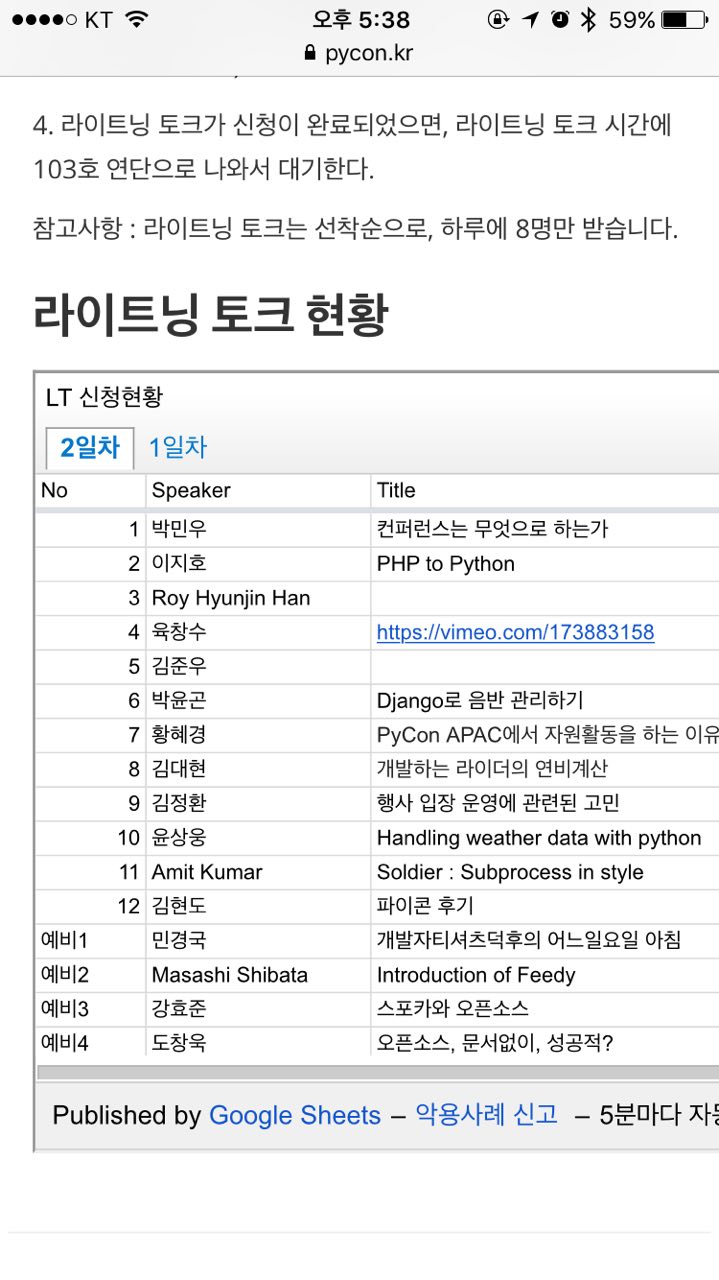 KT 오후 5:38 59%
pycon.kr
4. 라이트닝 토크가 신청이 완료되었으면, 라이트닝 토크 시간에
103호 연단으로 나와서 대기한다.
참고사항 : 라이트닝 토크는 선착순으로, 하루에 8명만 받습니다.
라이트닝 토크 현황
LT 신청현황
2일차 1일차
No Speaker Title
1 박민우 컨퍼런스는 무엇으로 하는가
2 이지호 PHP to Python
3 Roy Hyunjin Han
4 육창수 https://vimeo.com/173883158
5 김준우
6 박윤곤 Django로 음반 관리하기
7 황혜경 PyCon APAC에서 자원활동을 하는 이유
8 김대현 개발하는 라이더의 연비계산
9 김정환 행사 입장 운영에 관련된 고민
10 윤상웅 Handling weather data with python
11 Amit Kumar Soldier : Subprocess in style
12 김현도 파이콘 후기
예비1 민경국 개발자티셔츠덕후의 어느일요일 아침
예비2 Masashi Shibata Introduction of Feedy
예비3 강효준 스포카와 오픈소스
예비4 도창욱 오픈소스, 문서없이, 성공적?
Published by Google Sheets – 악용사례 신고 – 5분마다 자동